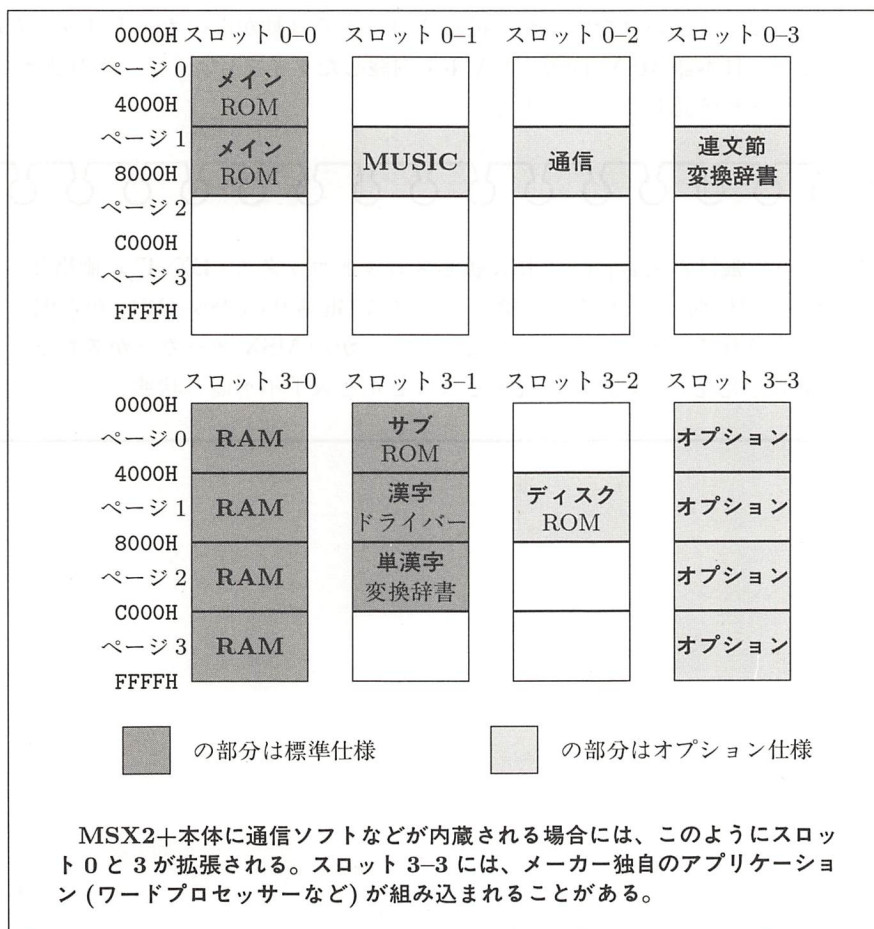 0000H スロット 0–0 スロット 0–1 スロット 0–2 スロット 0–3
ページ 0
メイン
ROM
4000H
ページ 1
メイン
ROM
MUSIC
通信
連文節
変換辞書
8000H
ページ 2
C000H
ページ 3
FFFFH
スロット 3–0 スロット 3–1 スロット 3–2 スロット 3–3
0000H
ページ 0
RAM
サブ
ROM
オプション
4000H
ページ 1
RAM
漢字
ドライバー
ディスク
ROM
オプション
8000H
ページ 2
RAM
単漢字
変換辞書
オプション
C000H
ページ 3
RAM
オプション
FFFFH
の部分は標準仕様
の部分はオプション仕様
MSX2+本体に通信ソフトなどが内蔵される場合には、このようにスロッ
ト 0 と 3 が拡張される。スロット 3–3 には、メーカー独自のアプリケーショ
ン (ワードプロセッサーなど) が組み込まれることがある。